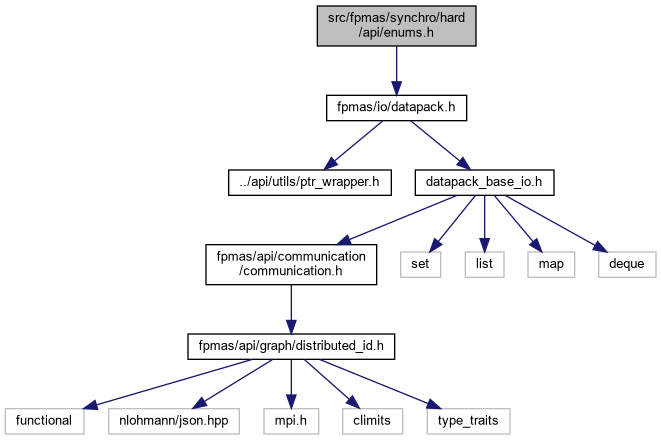 src/fpmas/synchro/hard
/api/enums.h
fpmas/io/datapack.h
../api/utils/ptr_wrapper.h
datapack_base_io.h
fpmas/api/communication
/communication.h
set
list
map
deque
fpmas/api/graph/distributed_id.h
functional
nlohmann/json.hpp
mpi.h
climits
type_traits